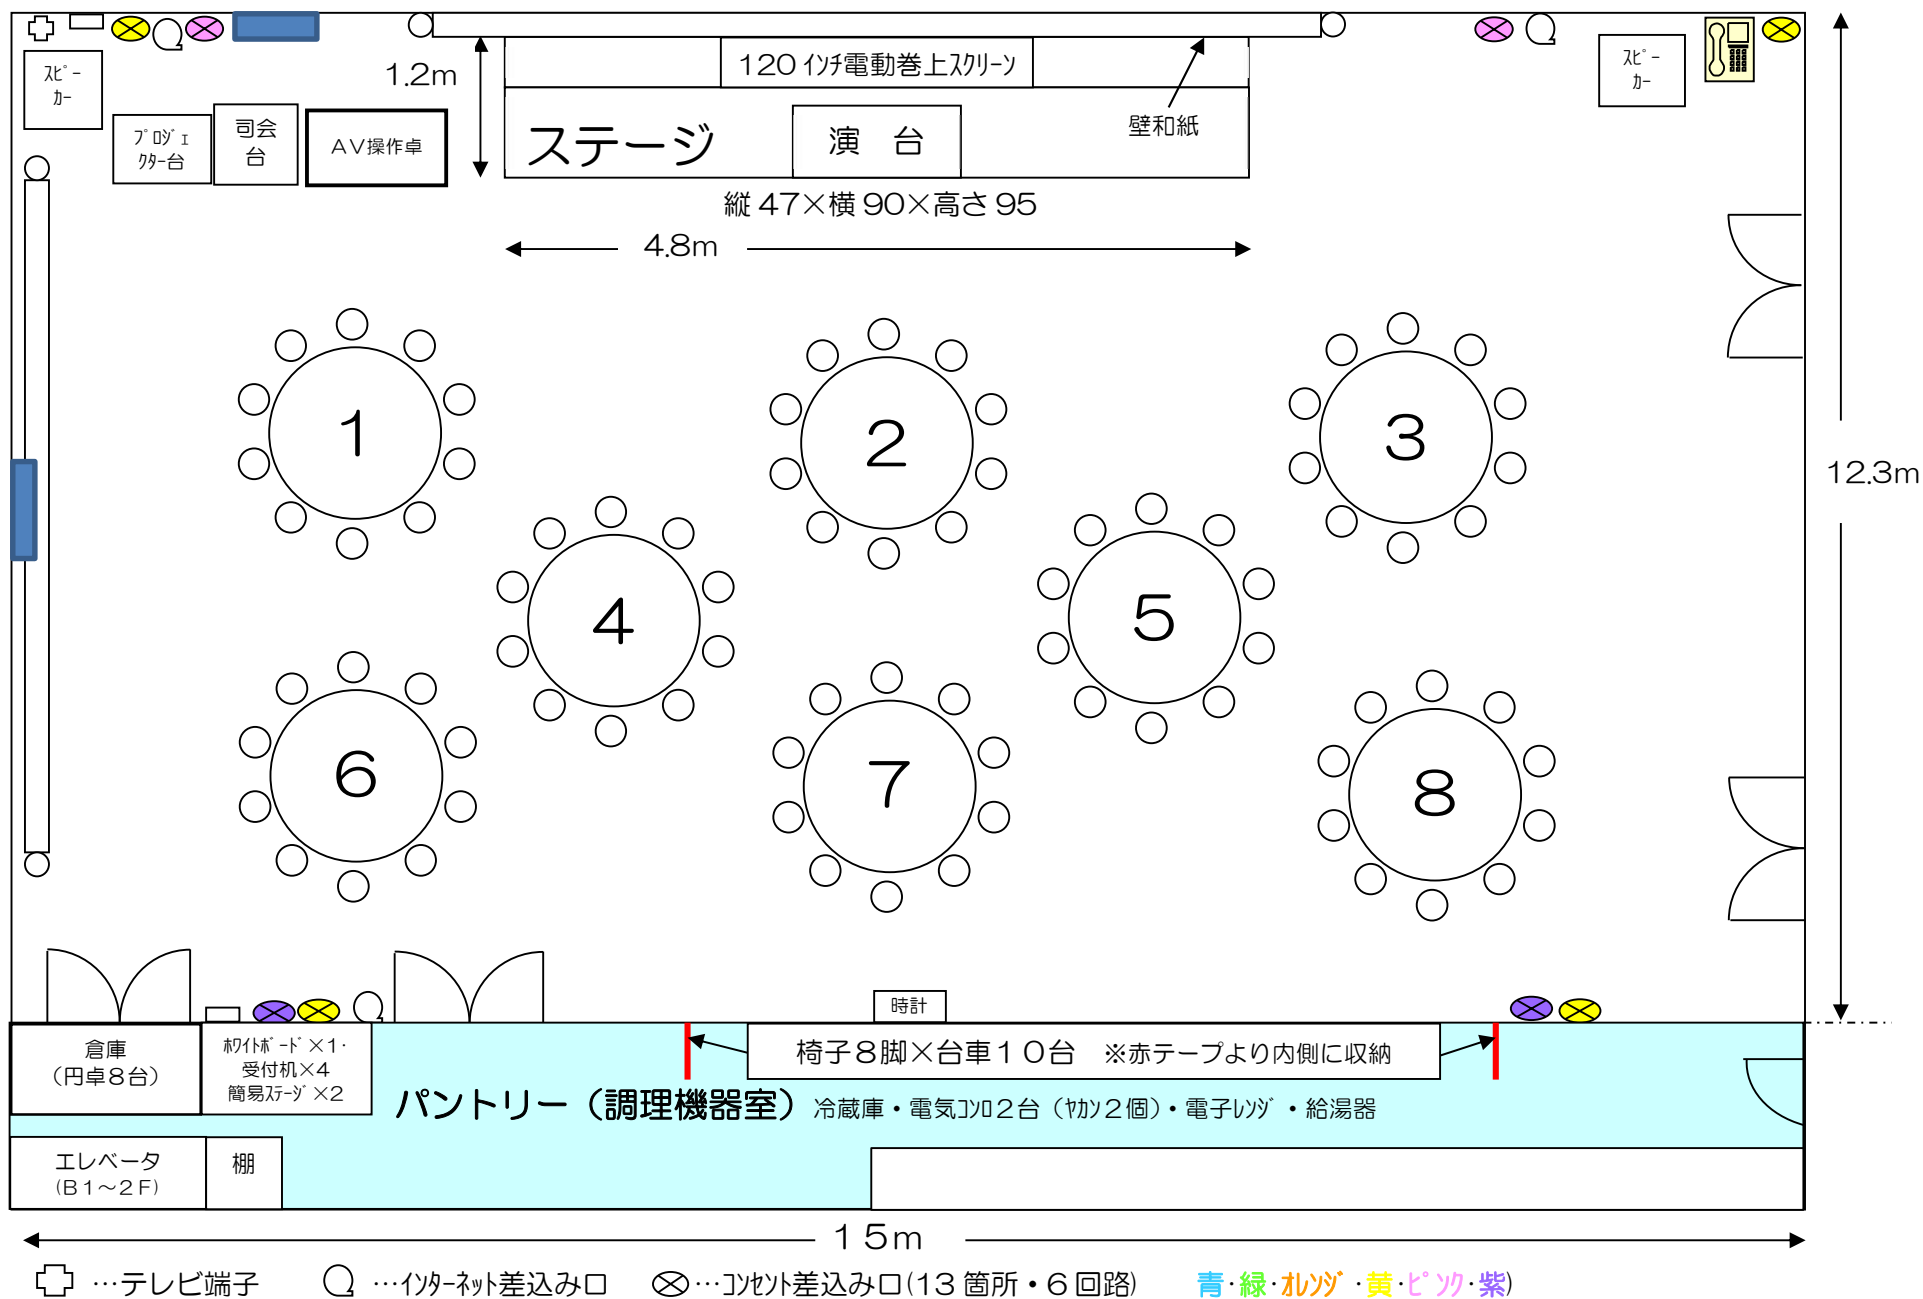 ｽﾋﾟｰ
ｶｰ
1.2m
120 ｲﾝﾁ電動巻上ｽｸﾘｰﾝ
ｽﾋﾟｰ
ｶｰ
ﾌﾟﾛｼﾞｪ
ｸﾀｰ台
司会
台
ＡＶ操作卓
ステージ
演　台
壁和紙
縦 47×横 90×高さ 95
4.8m
1
2
3
12.3m
4
5
6
7
8
時計
倉庫
（円卓８台）
ﾎﾜｲﾄﾎﾞｰﾄﾞ×1･
受付机×4
簡易ｽﾃｰｼﾞ×2
椅子８脚×台車１０台　※赤テープより内側に収納
パントリー（調理機器室）冷蔵庫・電気ｺﾝﾛ２台（ﾔｶﾝ２個）・電子ﾚﾝｼﾞ・給湯器
エレベータ
(Ｂ１～２Ｆ)
棚
１５ｍ
…テレビ端子
…ｲﾝﾀｰﾈｯﾄ差込み口
…ｺﾝｾﾝﾄ差込み口(13 箇所・６回路)
青･緑･ｵﾚﾝｼﾞ･黄･ﾋﾟﾝｸ･紫)